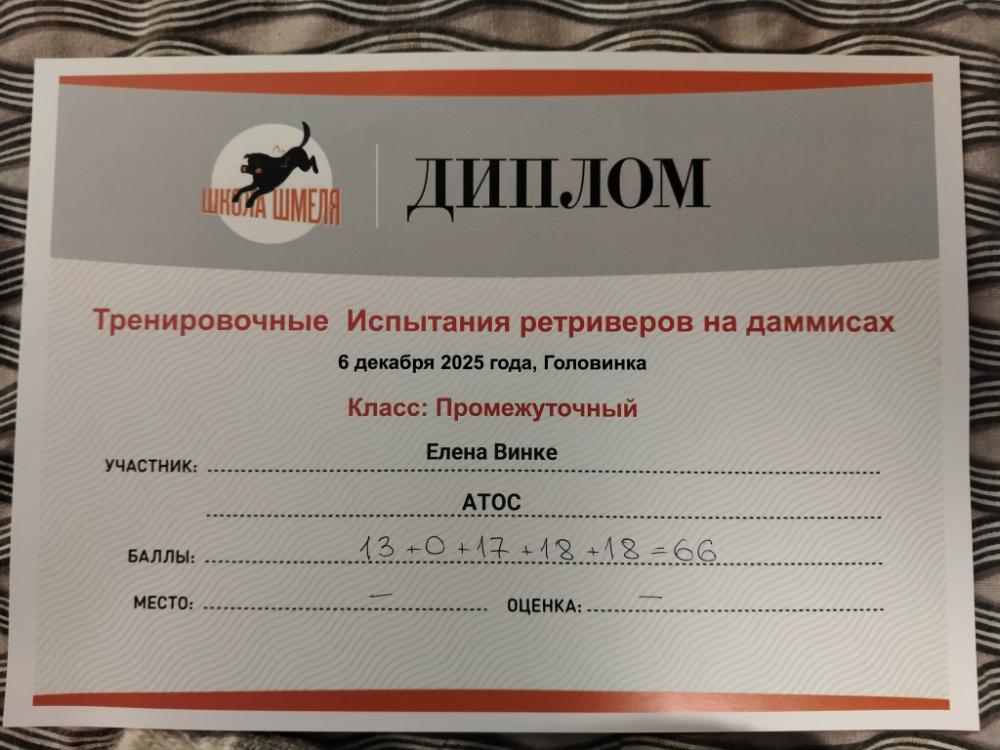 ШКОЛА ШМЕЛЯ
ДИПЛОМ
Тренировочные Испытания ретриверов на даммисах
6 декабря 2025 года, Головинка
Класс: Промежуточный
УЧАСТНИК: Елена Винке
АТОС
БАЛЛЫ: 13 + 0 + 17 + 18 + 18 = 66
МЕСТО: — ОЦЕНКА: —